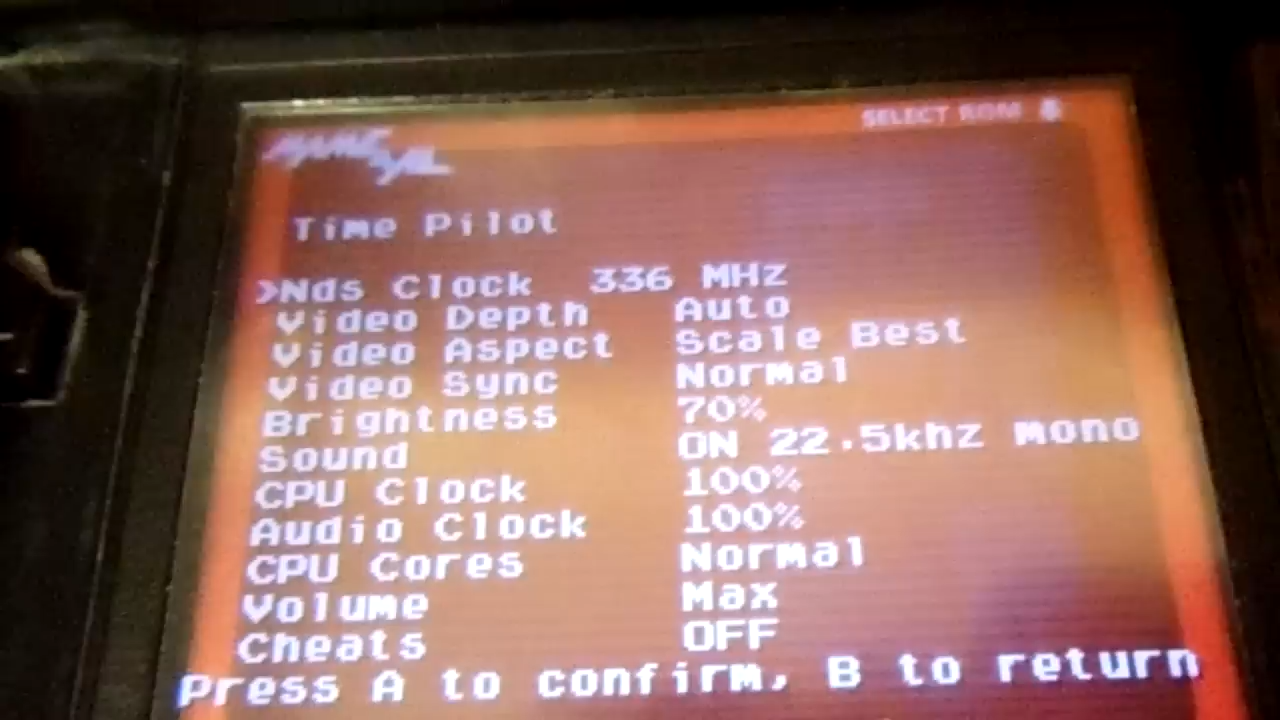 SELECT ROM
Time Pilot
>Nds Clock 336 MHz
Video Depth Auto
Video Aspect Scale Best
Video Sync Normal
Brightness 70%
Sound ON 22.5khz mono
CPU Clock 100%
Audio Clock 100%
CPU Cores Normal
Volume Max
Cheats OFF
Press A to confirm, B to return